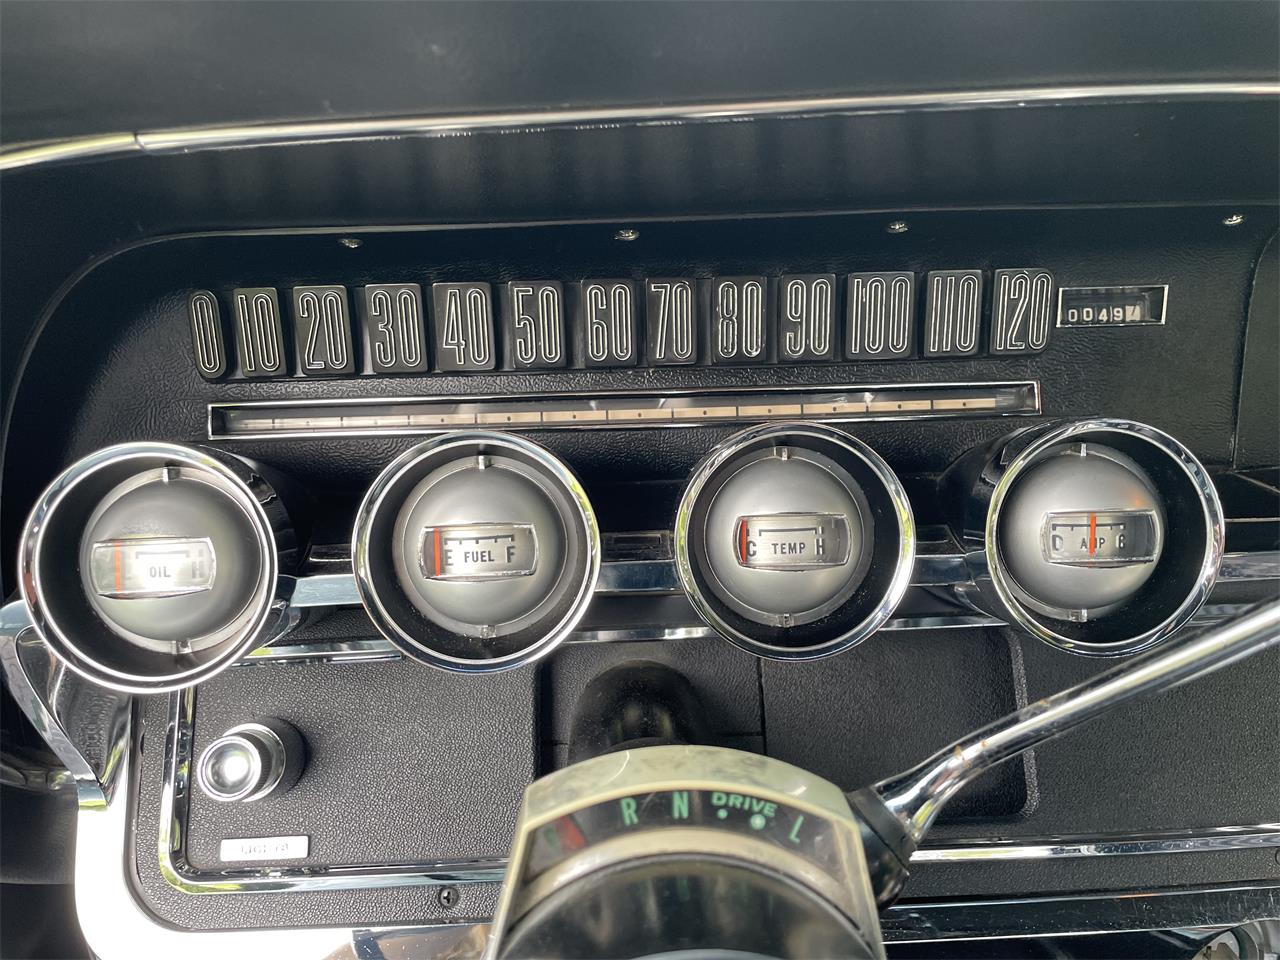 0 10 20 30 40 50 60 70 80 90 100 110 120
0049
OIL H
E FUEL F
C TEMP H
D AMP C
R N DRIVE L
LIGHTS